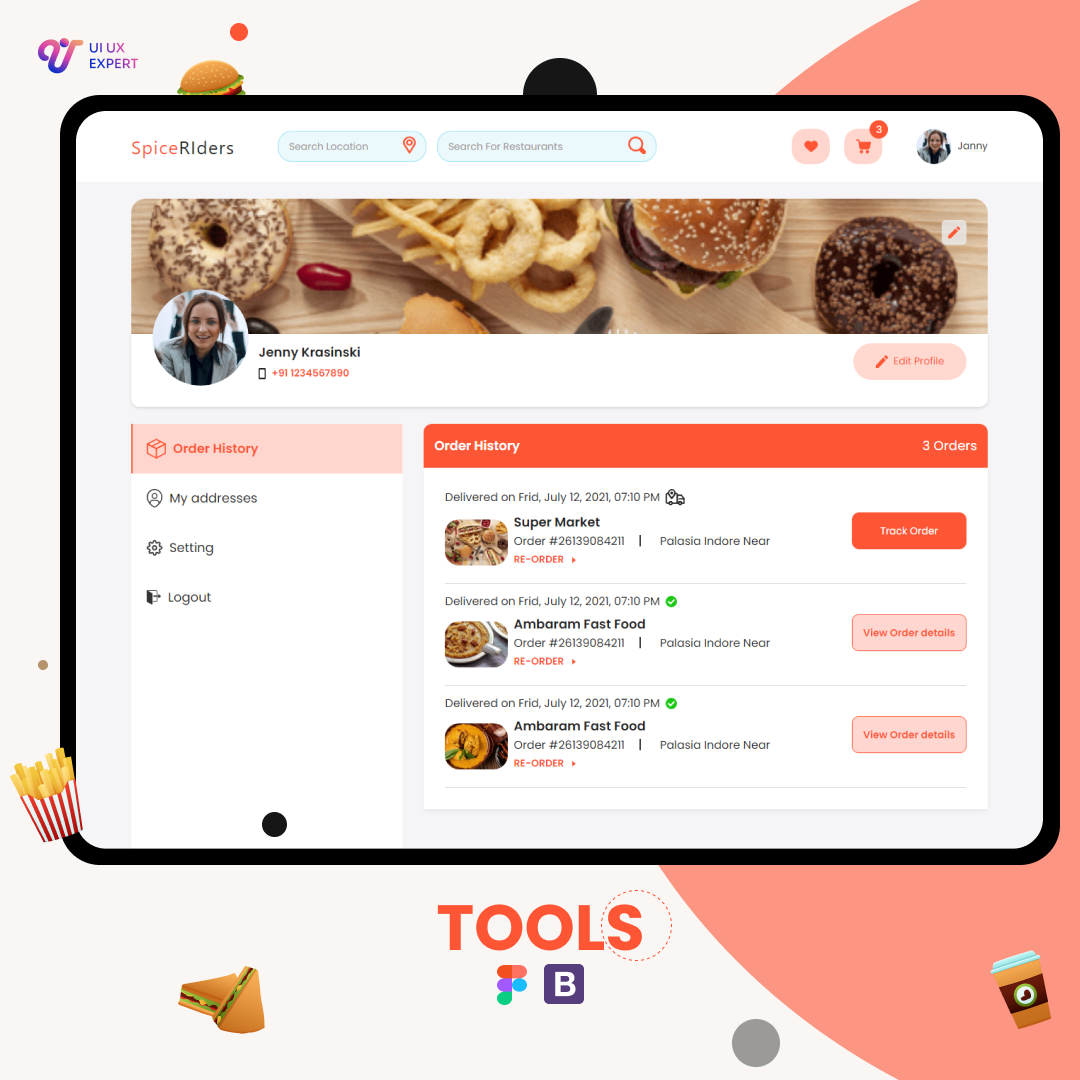 UI UX
EXPERT
SpiceRIders
Search Location
Search For Restaurants
3
Janny
Jenny Krasinski
+91 1234567890
Edit Profile
Order History
My addresses
Setting
Logout
Order History 3 Orders
Delivered on Frid, July 12, 2021, 07:10 PM
Super Market
Order #26139084211 | Palasia Indore Near
RE-ORDER
Track Order
Delivered on Frid, July 12, 2021, 07:10 PM
Ambaram Fast Food
Order #26139084211 | Palasia Indore Near
RE-ORDER
View Order details
Delivered on Frid, July 12, 2021, 07:10 PM
Ambaram Fast Food
Order #26139084211 | Palasia Indore Near
RE-ORDER
View Order details
TOOLS
B